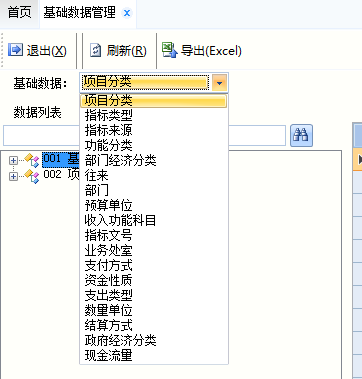 首页 基础数据管理 x
退出(X) 刷新(R) 导出(Excel)
基础数据: 项目分类
项目分类
指标类型
数据列表
指标来源
功能分类
部门经济分类
001 基
往来
002 项
部门
预算单位
收入功能科目
指标文号
业务处室
支付方式
资金性质
支出类型
数量单位
结算方式
政府经济分类
现金流量